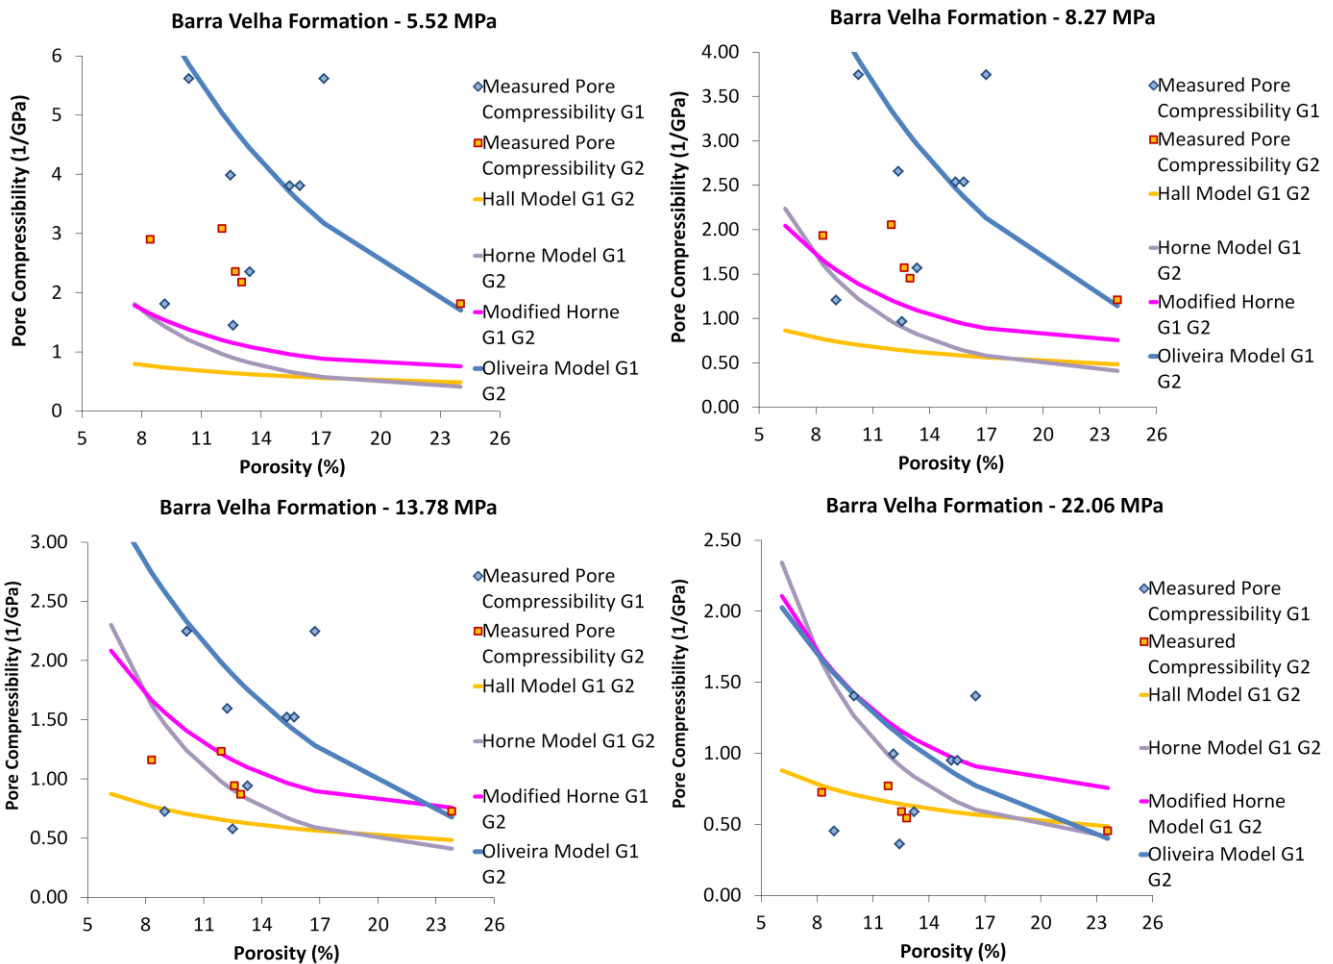 Barra Velha Formation - 5.52 MPa
Pore Compressibility (1/GPa)
6
5
4
3
2
1
0
5
8
11
14
17
20
23
26
Porosity (%)
Measured Pore
Compressibility G1
Measured Pore
Compressibility G2
Hall Model G1 G2
Horne Model G1
G2
Modified Horne
G1 G2
Oliveira Model G1
G2
Barra Velha Formation - 8.27 MPa
Pore Compressibility (1/GPa)
4.00
3.50
3.00
2.50
2.00
1.50
1.00
0.50
0.00
5
8
11
14
17
20
23
26
Porosity (%)
Measured Pore
Compressibility G1
Measured Pore
Compressibility G2
Hall Model G1 G2
Horne Model G1
G2
Modified Horne
G1 G2
Oliveira Model G1
G2
Barra Velha Formation - 13.78 MPa
Pore Compressibility (1/GPa)
3.00
2.50
2.00
1.50
1.00
0.50
0.00
5
8
11
14
17
20
23
26
Porosity (%)
Measured Pore
Compressibility G1
Measured Pore
Compressibility G2
Hall Model G1 G2
Horne Model G1 G2
Modified Horne G1
G2
Oliveira Model G1
G2
Barra Velha Formation - 22.06 MPa
Pore Compressibility (1/GPa)
2.50
2.00
1.50
1.00
0.50
0.00
5
8
11
14
17
20
23
26
Porosity (%)
Measured Pore
Compressibility G1
Measured
Compressibility G2
Hall Model G1 G2
Horne Model G1 G2
Modified Horne
Model G1 G2
Oliveira Model G1
G2